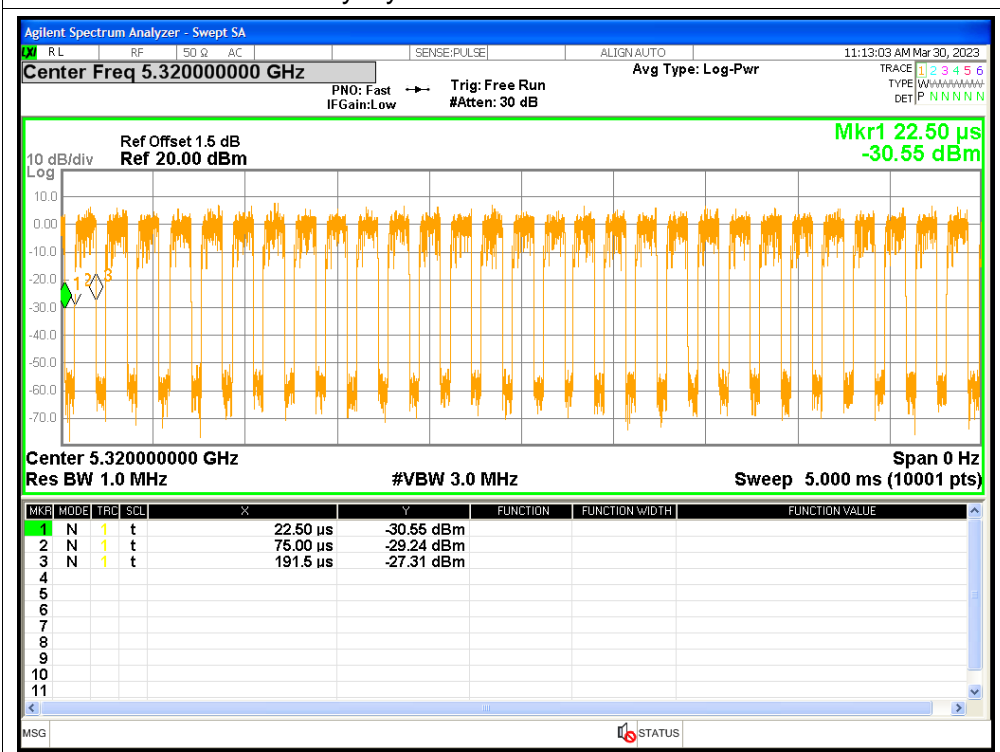 Agilent Spectrum Analyzer - Swept SA
LXI RL RF 50 Ω AC SENSE:PULSE ALIGN AUTO 11:13:03 AM Mar 30, 2023
Center Freq 5.320000000 GHz
PNO: Fast
IFGain:Low
Trig: Free Run
#Atten: 30 dB
Avg Type: Log-Pwr
TRACE 1 2 3 4 5 6
TYPE W
DET P N N N N N
Mkr1 22.50 µs
-30.55 dBm
Ref Offset 1.5 dB
10 dB/div Ref 20.00 dBm
Log
10.0
0.00
-10.0
-20.0
-30.0
-40.0
-50.0
-60.0
-70.0
1 2 3
Center 5.320000000 GHz Span 0 Hz
Res BW 1.0 MHz #VBW 3.0 MHz Sweep 5.000 ms (10001 pts)
MKR MODE TRC SCL X Y FUNCTION FUNCTION WIDTH FUNCTION VALUE
1 N 1 t 22.50 µs -30.55 dBm
2 N 1 t 75.00 µs -29.24 dBm
3 N 1 t 191.5 µs -27.31 dBm
4
5
6
7
8
9
10
11
MSG STATUS